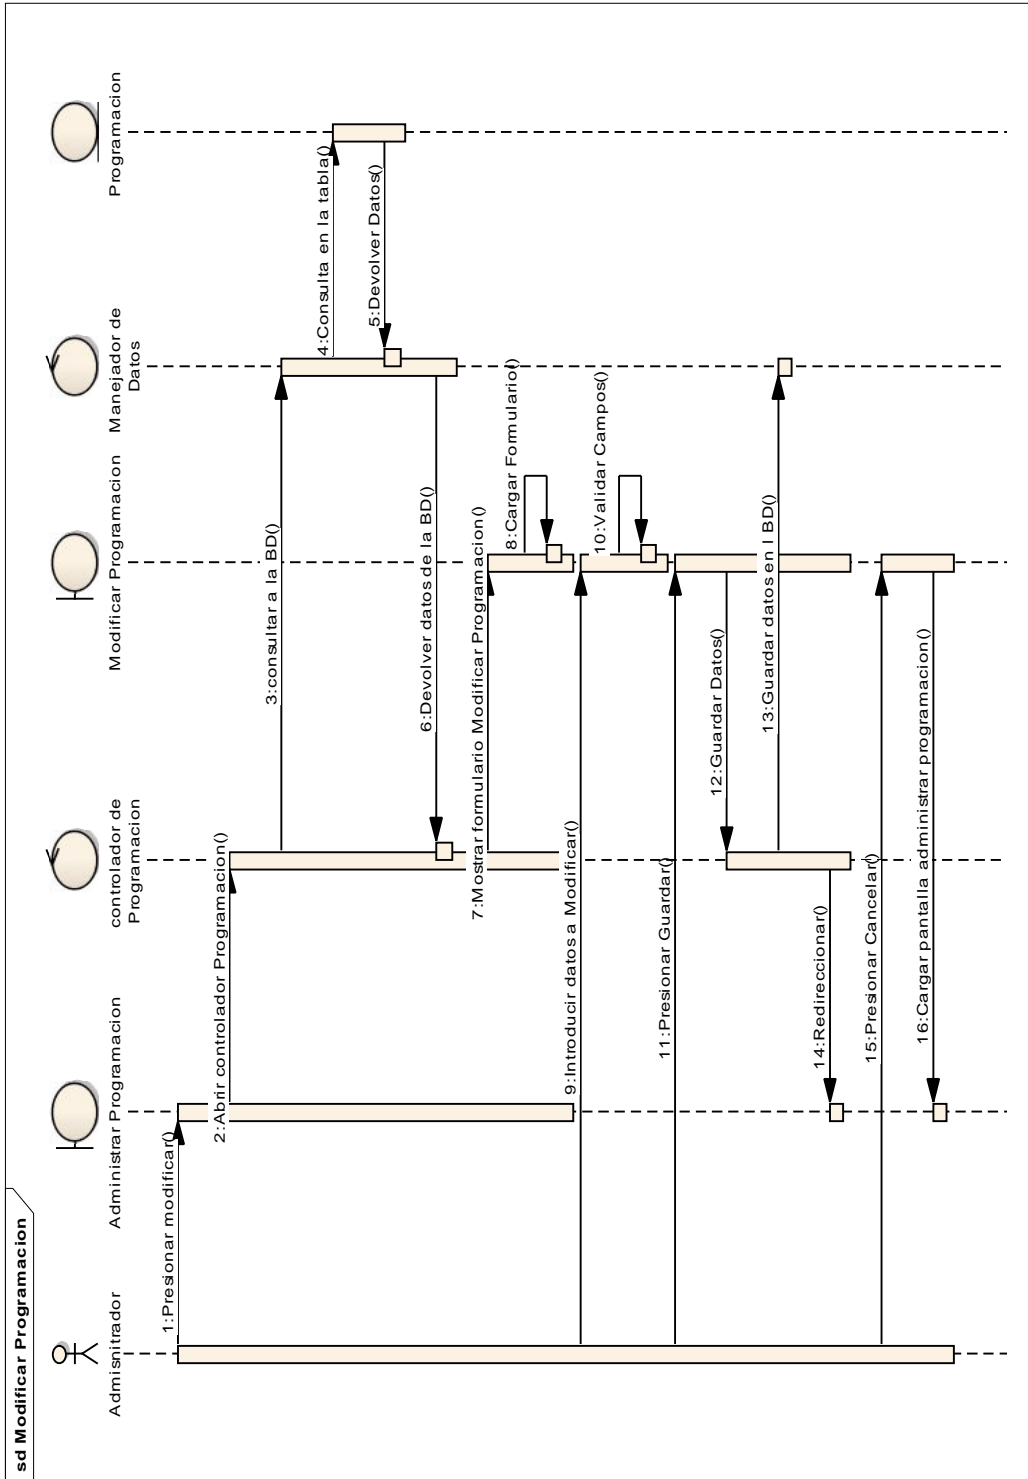 sd Modificar Programacion
Admisnitrador
Administrar Programacion
controlador de
Programacion
Modificar Programacion
Manejador de
Datos
Programacion
1:Presionar modificar()
2:Abrir controlador Programacion()
3:consultar a la BD()
4:Consulta en la tabla()
5:Devolver Datos()
6:Devolver datos de la BD()
7:Mostrar formulario Modificar Programacion()
8:Cargar Formulario()
9:Introducir datos a Modificar()
10:Validar Campos()
11:Presionar Guardar()
12:Guardar Datos()
13:Guardar datos en l BD()
14:Redireccionar()
15:Presionar Cancelar()
16:Cargar pantalla administrar programacion()